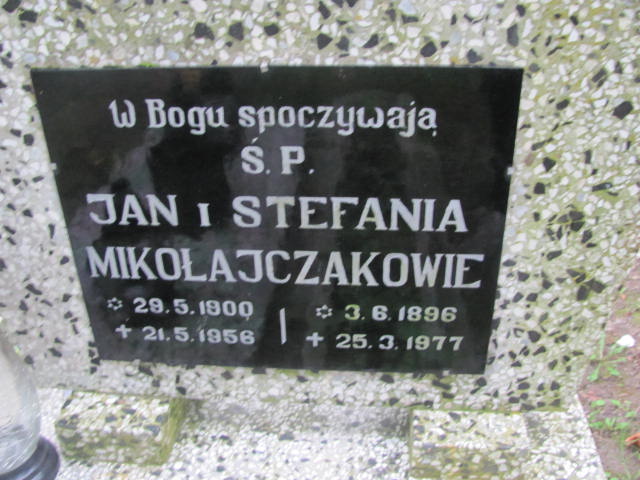 W Bogu spoczywają
Ś. P.
JAN I STEFANIA
MIKOŁAJCZAKOWIE
✡ 29.5.1900 | ✡ 3.6.1896
+ 21.5.1956 | + 25.3.1977